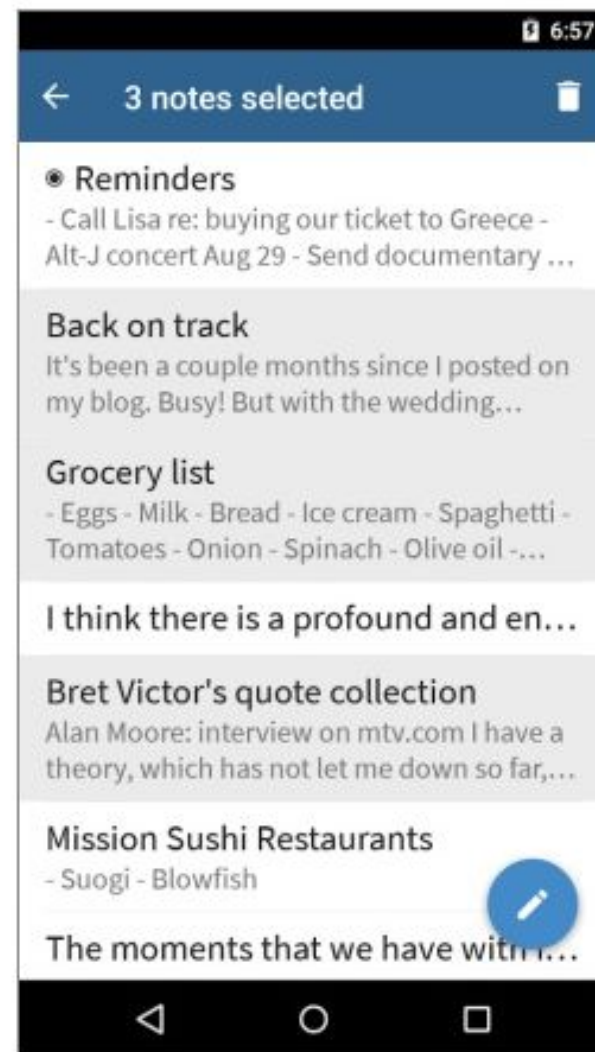 6:57
3 notes selected
Reminders
- Call Lisa re: buying our ticket to Greece -
Alt-J concert Aug 29 - Send documentary ...
Back on track
It's been a couple months since I posted on
my blog. Busy! But with the wedding...
Grocery list
- Eggs - Milk - Bread - Ice cream - Spaghetti -
Tomatoes - Onion - Spinach - Olive oil -...
I think there is a profound and en...
Bret Victor's quote collection
Alan Moore: interview on mtv.com I have a
theory, which has not let me down so far,...
Mission Sushi Restaurants
- Suogi - Blowfish
The moments that we have with